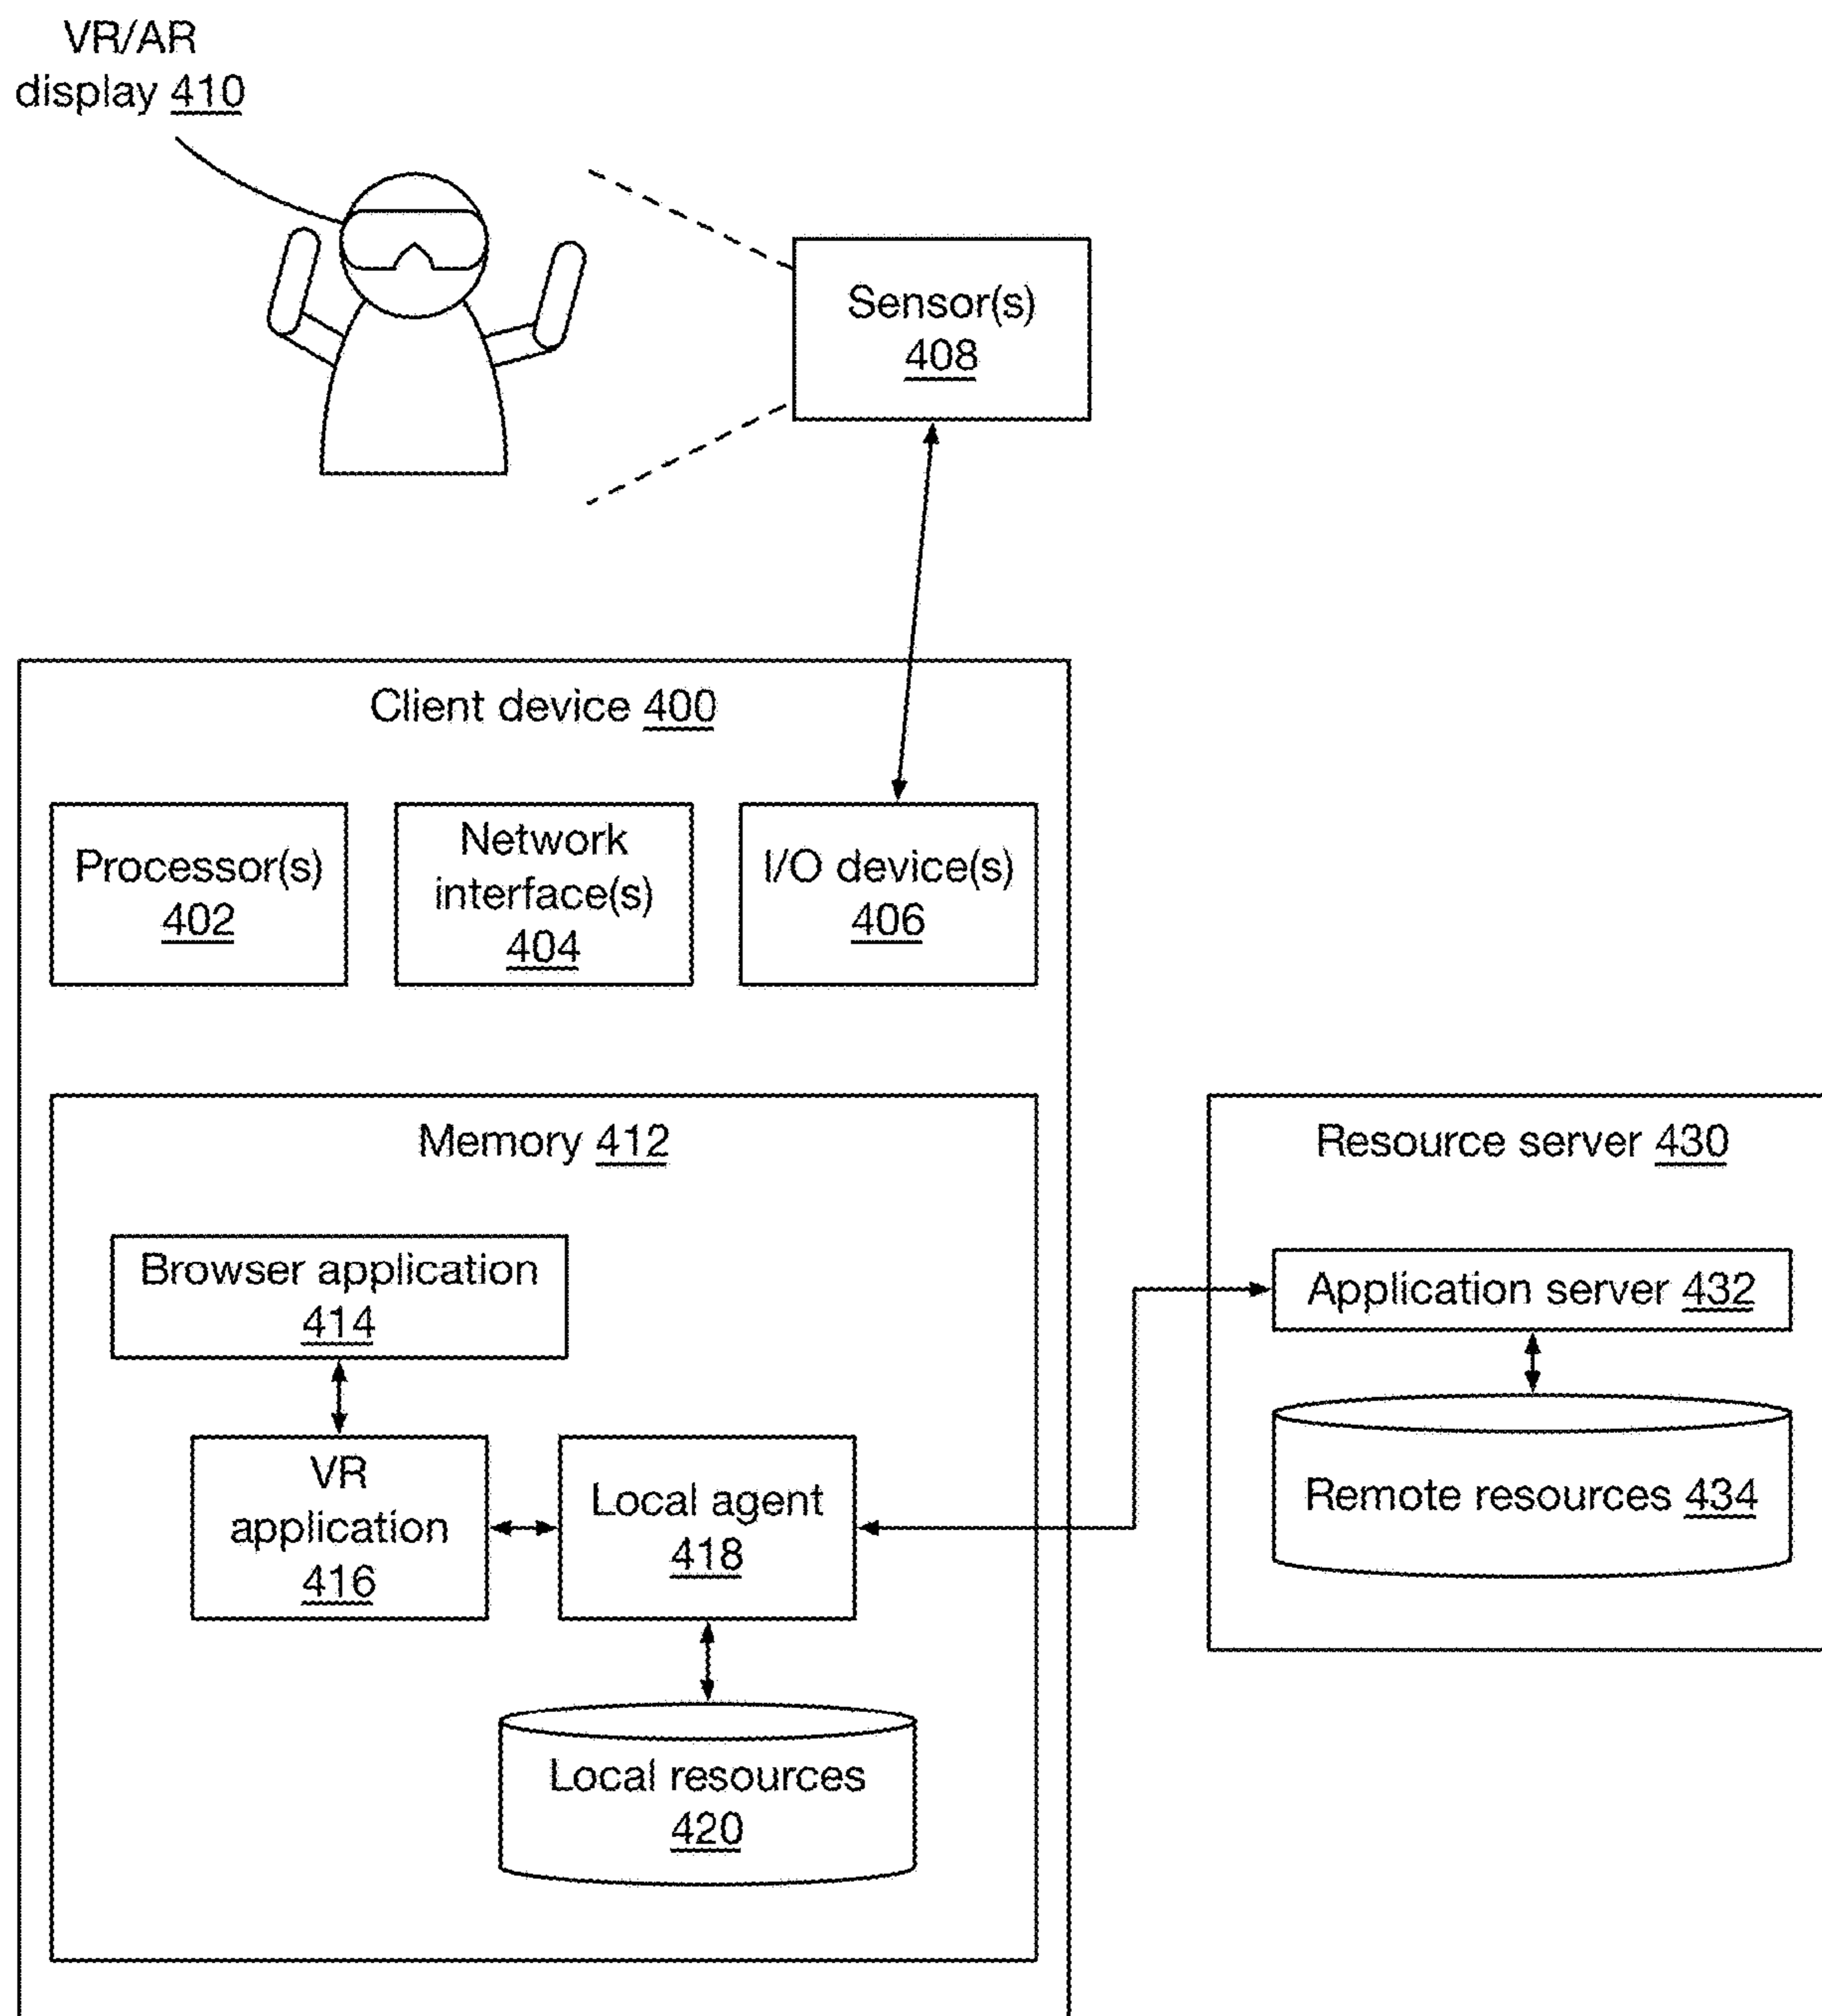 VR/AR
display 410
Sensor(s)
408
Client device 400
Processor(s)
402
Network
interface(s)
404
I/O device(s)
406
Memory 412
Browser application
414
VR
application
416
Local agent
418
Local resources
420
Resource server 430
Application server 432
Remote resources 434